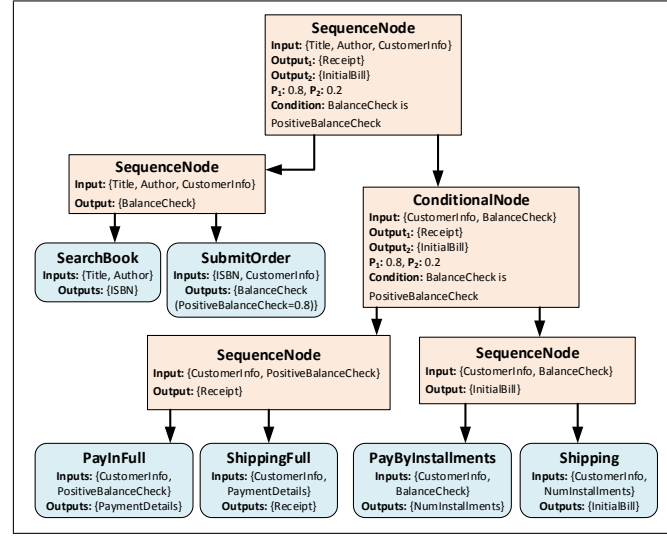 SequenceNode
Input: {Title, Author, CustomerInfo}
Output₁: {Receipt}
Output₂: {InitialBill}
P₁: 0.8, P₂: 0.2
Condition: BalanceCheck is
PositiveBalanceCheck
SequenceNode
Input: {Title, Author, CustomerInfo}
Output: {BalanceCheck}
ConditionalNode
Input: {CustomerInfo, BalanceCheck}
Output₁: {Receipt}
Output₂: {InitialBill}
P₁: 0.8, P₂: 0.2
Condition: BalanceCheck is
PositiveBalanceCheck
SearchBook
Inputs: {Title, Author}
Outputs: {ISBN}
SubmitOrder
Inputs: {ISBN, CustomerInfo}
Outputs: {BalanceCheck
(PositiveBalanceCheck=0.8)}
SequenceNode
Input: {CustomerInfo, PositiveBalanceCheck}
Output: {Receipt}
SequenceNode
Input: {CustomerInfo, BalanceCheck}
Output: {InitialBill}
PayInFull
Inputs: {CustomerInfo,
PositiveBalanceCheck}
Outputs: {PaymentDetails}
ShippingFull
Inputs: {CustomerInfo,
PaymentDetails}
Outputs: {Receipt}
PayByInstallments
Inputs: {CustomerInfo,
BalanceCheck}
Outputs: {NumInstallments}
Shipping
Inputs: {CustomerInfo,
NumInstallments}
Outputs: {InitialBill}